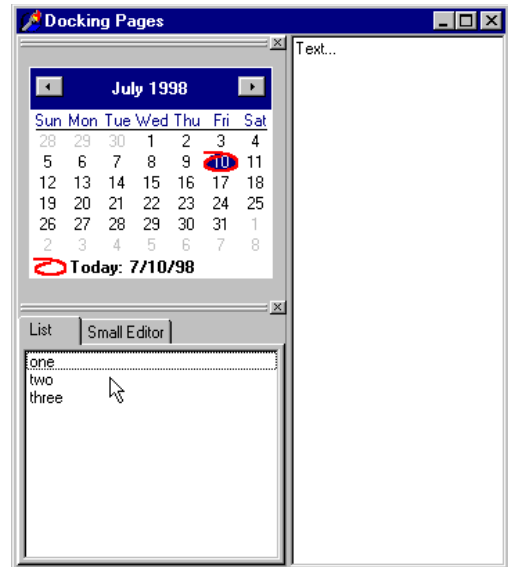 Docking Pages
July 1998
Sun Mon Tue Wed Thu Fri Sat
28 29 30 1 2 3 4
5 6 7 8 9 10 11
12 13 14 15 16 17 18
19 20 21 22 23 24 25
26 27 28 29 30 31 1
2 3 4 5 6 7 8
Today: 7/10/98
List Small Editor
one
two
three
Text...